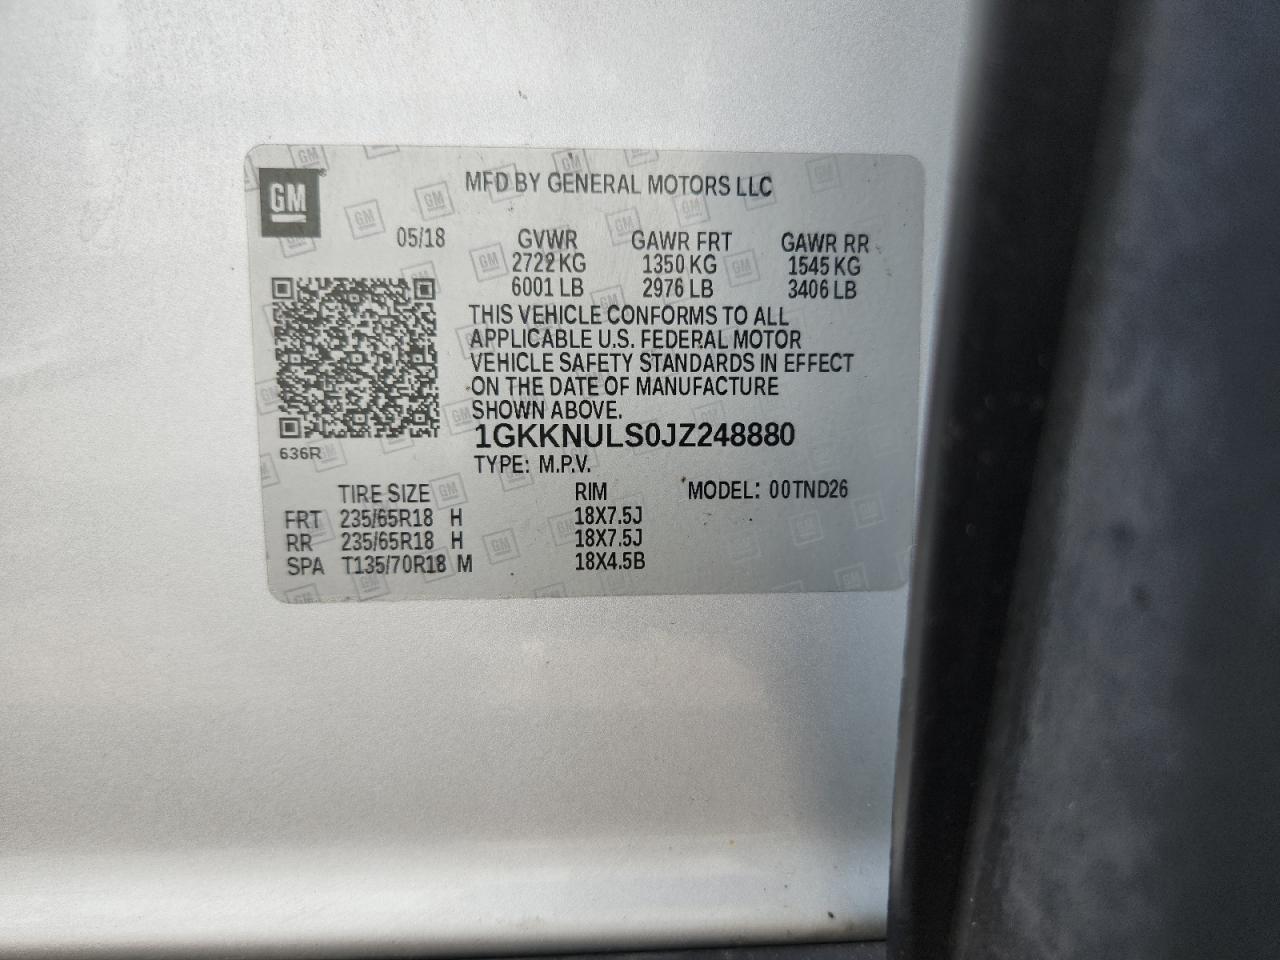 GM
MFD BY GENERAL MOTORS LLC
05/18 GVWR GAWR FRT GAWR RR
2722 KG 1350 KG 1545 KG
6001 LB 2976 LB 3406 LB
THIS VEHICLE CONFORMS TO ALL
APPLICABLE U.S. FEDERAL MOTOR
VEHICLE SAFETY STANDARDS IN EFFECT
ON THE DATE OF MANUFACTURE
SHOWN ABOVE.
1GKKNULS0JZ248880
636R
TYPE: M.P.V.
TIRE SIZE RIM MODEL: 00TND26
FRT 235/65R18 H 18X7.5J
RR 235/65R18 H 18X7.5J
SPA T135/70R18 M 18X4.5B